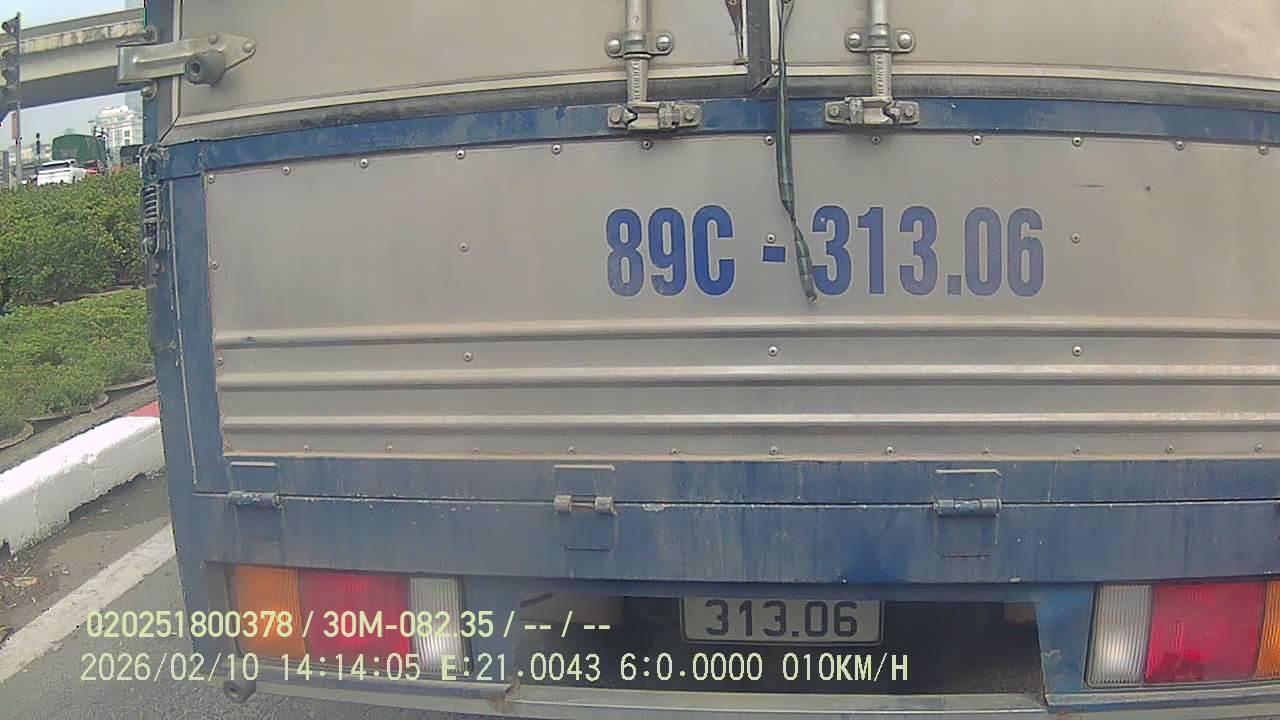 89C - 313.06
313.06
020251800378 / 30M-082.35 / -- / --
2026/02/10 14:14:05 E:21.0043 6:0.0000 010KM/H